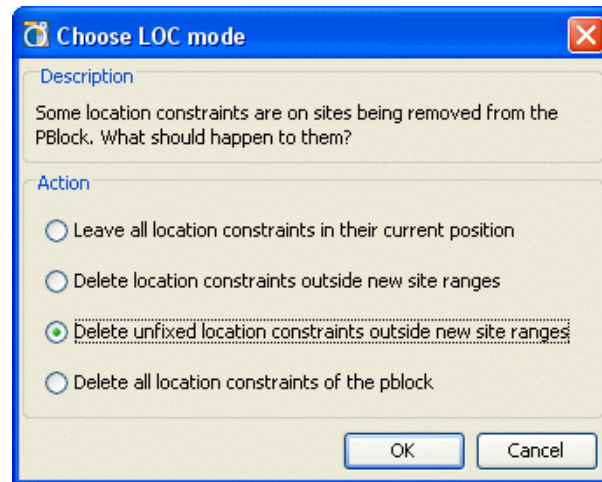 Choose LOC mode
Description
Some location constraints are on sites being removed from the
PBlock. What should happen to them?
Action
Leave all location constraints in their current position
Delete location constraints outside new site ranges
Delete unfixed location constraints outside new site ranges
Delete all location constraints of the pblock
OK Cancel